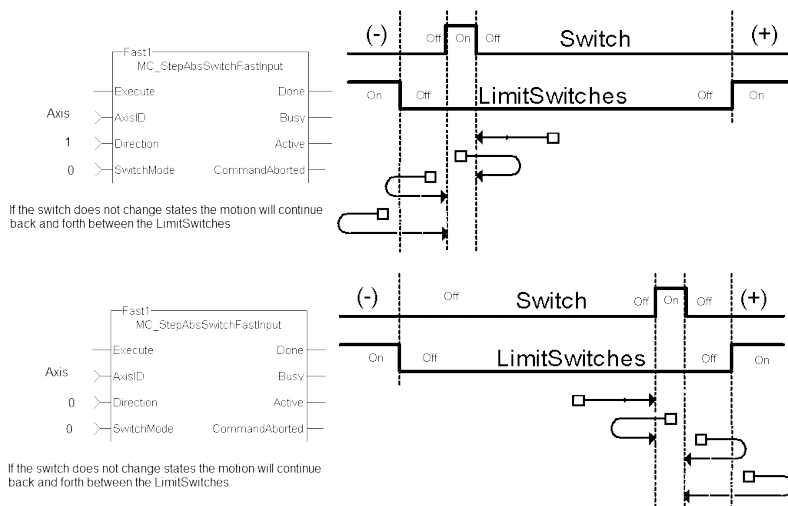 (-)
Off
On
Off
Switch
(+)
Fast1
MC_StepAbsSwitchFastInput
Execute
Done
On
Off
LimitSwitches
Off
On
Axis
AxisID
Busy
1
Direction
Active
0
SwitchMode
CommandAborted
If the switch does not change states the motion will continue
back and forth between the LimitSwitches
(-)
Off
Switch
Off
On
Off
(+)
Fast1
MC_StepAbsSwitchFastInput
Execute
Done
On
Off
LimitSwitches
Off
On
Axis
AxisID
Busy
0
Direction
Active
0
SwitchMode
CommandAborted
If the switch does not change states the motion will continue
back and forth between the LimitSwitches